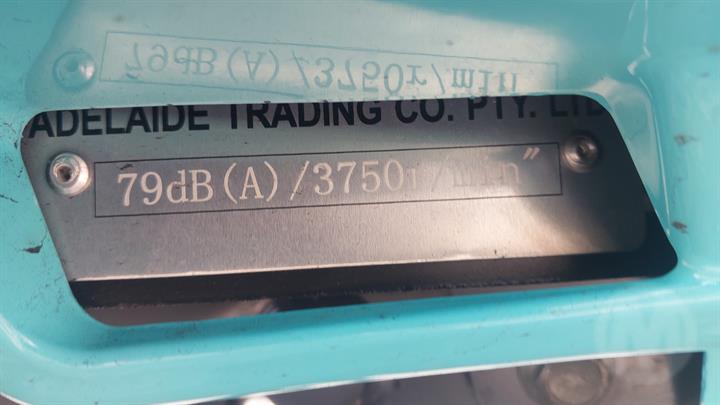 ADELAIDE TRADING CO. PTY. LTD
79dB(A)/3750r/min"